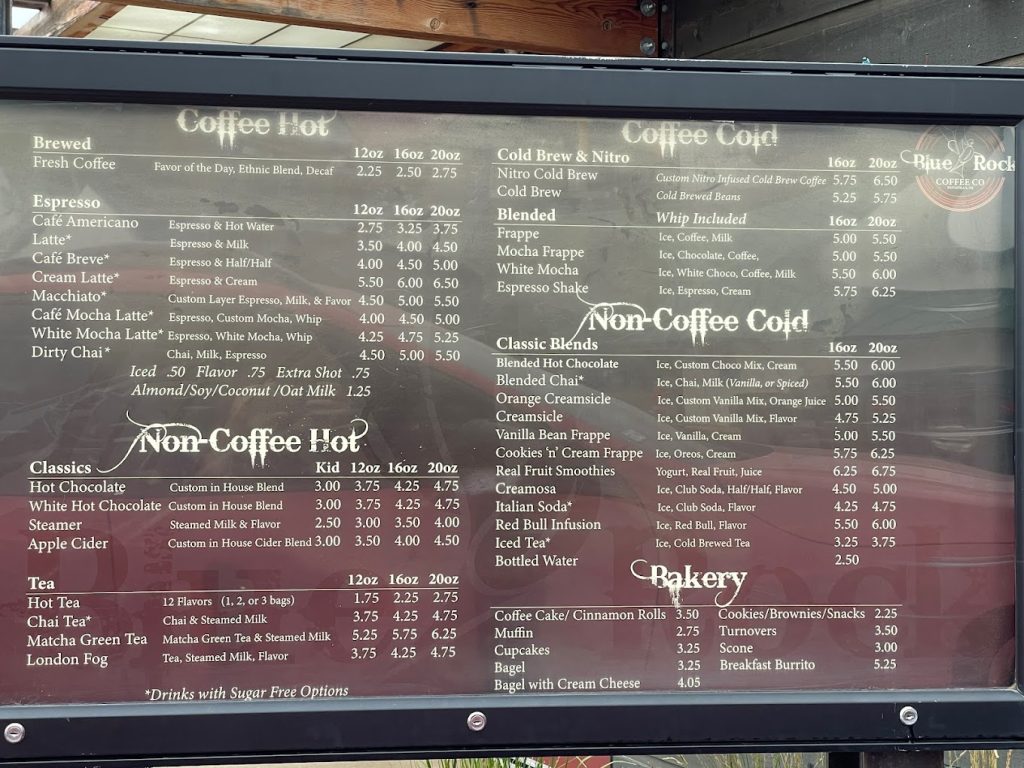 Coffee Hot
Brewed 12oz 16oz 20oz
Fresh Coffee Favor of the Day, Ethnic Blend, Decaf 2.25 2.50 2.75
Espresso 12oz 16oz 20oz
Café Americano Espresso & Hot Water 2.75 3.25 3.75
Latte* Espresso & Milk 3.50 4.00 4.50
Café Breve* Espresso & Half/Half 4.00 4.50 5.00
Cream Latte* Espresso & Cream 5.50 6.00 6.50
Macchiato* Custom Layer Espresso, Milk, & Favor 4.50 5.00 5.50
Café Mocha Latte* Espresso, Custom Mocha, Whip 4.00 4.50 5.00
White Mocha Latte* Espresso, White Mocha, Whip 4.25 4.75 5.25
Dirty Chai* Chai, Milk, Espresso 4.50 5.00 5.50
Iced .50 Flavor .75 Extra Shot .75
Almond/Soy/Coconut /Oat Milk 1.25
Non-Coffee Hot
Classics Kid 12oz 16oz 20oz
Hot Chocolate Custom in House Blend 3.00 3.75 4.25 4.75
White Hot Chocolate Custom in House Blend 3.00 3.75 4.25 4.75
Steamer Steamed Milk & Flavor 2.50 3.00 3.50 4.00
Apple Cider Custom in House Cider Blend 3.00 3.50 4.00 4.50
Tea 12oz 16oz 20oz
Hot Tea 12 Flavors (1, 2, or 3 bags) 1.75 2.25 2.75
Chai Tea* Chai & Steamed Milk 3.75 4.25 4.75
Matcha Green Tea Matcha Green Tea & Steamed Milk 5.25 5.75 6.25
London Fog Tea, Steamed Milk, Flavor 3.75 4.25 4.75
*Drinks with Sugar Free Options
Coffee Cold
Cold Brew & Nitro 16oz 20oz
Nitro Cold Brew Custom Nitro Infused Cold Brew Coffee 5.75 6.50
Cold Brew Cold Brewed Beans 5.25 5.75
Blended Whip Included 16oz 20oz
Frappe Ice, Coffee, Milk 5.00 5.50
Mocha Frappe Ice, Chocolate, Coffee, 5.00 5.50
White Mocha Ice, White Choco, Coffee, Milk 5.50 6.00
Espresso Shake Ice, Espresso, Cream 5.75 6.25
Non-Coffee Cold
Classic Blends 16oz 20oz
Blended Hot Chocolate Ice, Custom Choco Mix, Cream 5.50 6.00
Blended Chai* Ice, Chai, Milk (Vanilla, or Spiced) 5.50 6.00
Orange Creamsicle Ice, Custom Vanilla Mix, Orange Juice 5.00 5.50
Creamsicle Ice, Custom Vanilla Mix, Flavor 4.75 5.25
Vanilla Bean Frappe Ice, Vanilla, Cream 5.00 5.50
Cookies 'n' Cream Frappe Ice, Oreos, Cream 5.75 6.25
Real Fruit Smoothies Yogurt, Real Fruit, Juice 6.25 6.75
Creamosa Ice, Club Soda, Half/Half, Flavor 4.50 5.00
Italian Soda* Ice, Club Soda, Flavor 4.25 4.75
Red Bull Infusion Ice, Red Bull, Flavor 5.50 6.00
Iced Tea* Ice, Cold Brewed Tea 3.25 3.75
Bottled Water 2.50
Bakery
Coffee Cake/ Cinnamon Rolls 3.50 Cookies/Brownies/Snacks 2.25
Muffin 2.75 Turnovers 3.50
Cupcakes 3.25 Scone 3.00
Bagel 3.25 Breakfast Burrito 5.25
Bagel with Cream Cheese 4.05
Blue Rock
COFFEE CO
Blue Rock